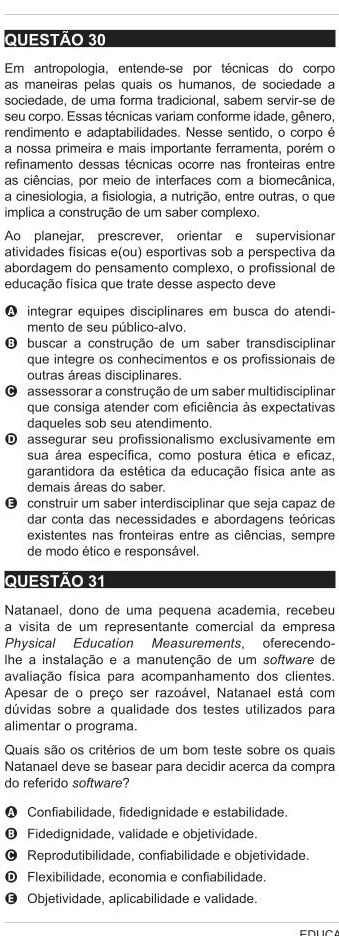 QUESTÃO 30
Em antropologia, entende-se por técnicas do corpo
as maneiras pelas quais os humanos, de sociedade a
sociedade, de uma forma tradicional, sabem servir-se de
seu corpo. Essas técnicas variam conforme idade, gênero,
rendimento e adaptabilidades. Nesse sentido, o corpo é
a nossa primeira e mais importante ferramenta, porém o
refinamento dessas técnicas ocorre nas fronteiras entre
as ciências, por meio de interfaces com a biomecânica,
a cinesiologia, a fisiologia, a nutrição, entre outras, o que
implica a construção de um saber complexo.
Ao planejar, prescrever, orientar e supervisionar
atividades físicas e(ou) esportivas sob a perspectiva da
abordagem do pensamento complexo, o profissional de
educação física que trate desse aspecto deve
A integrar equipes disciplinares em busca do atendi-
mento de seu público-alvo.
B buscar a construção de um saber transdisciplinar
que integre os conhecimentos e os profissionais de
outras áreas disciplinares.
C assessorar a construção de um saber multidisciplinar
que consiga atender com eficiência às expectativas
daqueles sob seu atendimento.
D assegurar seu profissionalismo exclusivamente em
sua área específica, como postura ética e eficaz,
garantidora da estética da educação física ante as
demais áreas do saber.
E construir um saber interdisciplinar que seja capaz de
dar conta das necessidades e abordagens teóricas
existentes nas fronteiras entre as ciências, sempre
de modo ético e responsável.
QUESTÃO 31
Natanael, dono de uma pequena academia, recebeu
a visita de um representante comercial da empresa
Physical Education Measurements, oferecendo-
lhe a instalação e a manutenção de um software de
avaliação física para acompanhamento dos clientes.
Apesar de o preço ser razoável, Natanael está com
dúvidas sobre a qualidade dos testes utilizados para
alimentar o programa.
Quais são os critérios de um bom teste sobre os quais
Natanael deve se basear para decidir acerca da compra
do referido software?
A Confiabilidade, fidedignidade e estabilidade.
B Fidedignidade, validade e objetividade.
C Reprodutibilidade, confiabilidade e objetividade.
D Flexibilidade, economia e confiabilidade.
E Objetividade, aplicabilidade e validade.
EDUCA